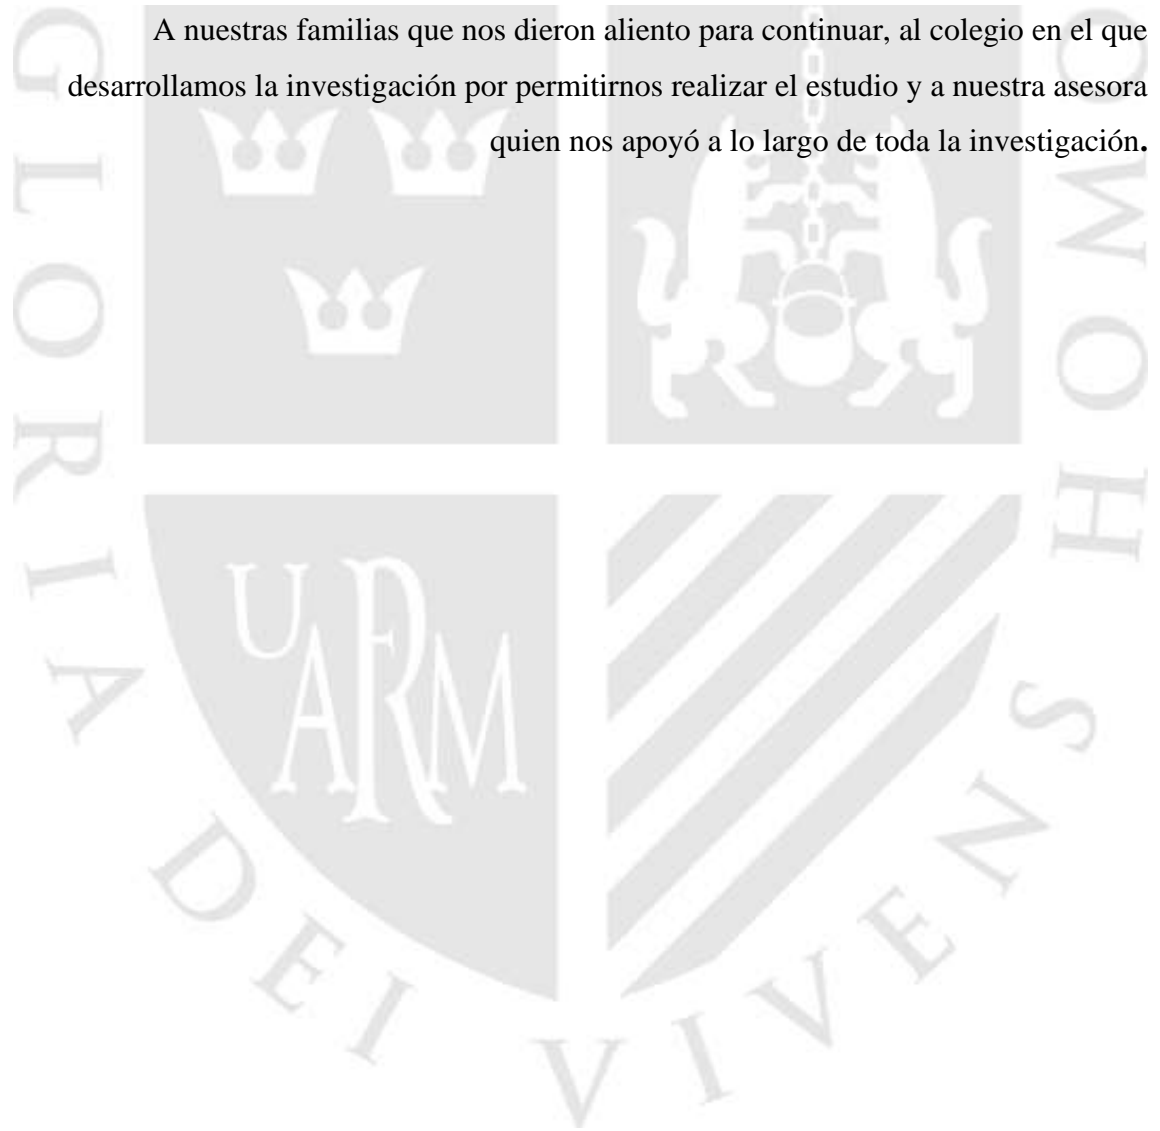 A nuestras familias que nos dieron aliento para continuar, al colegio en el que
desarrollamos la investigación por permitirnos realizar el estudio y a nuestra asesora
quien nos apoyó a lo largo de toda la investigación.
GLORIA DEI VIVENS HOMO
UARM